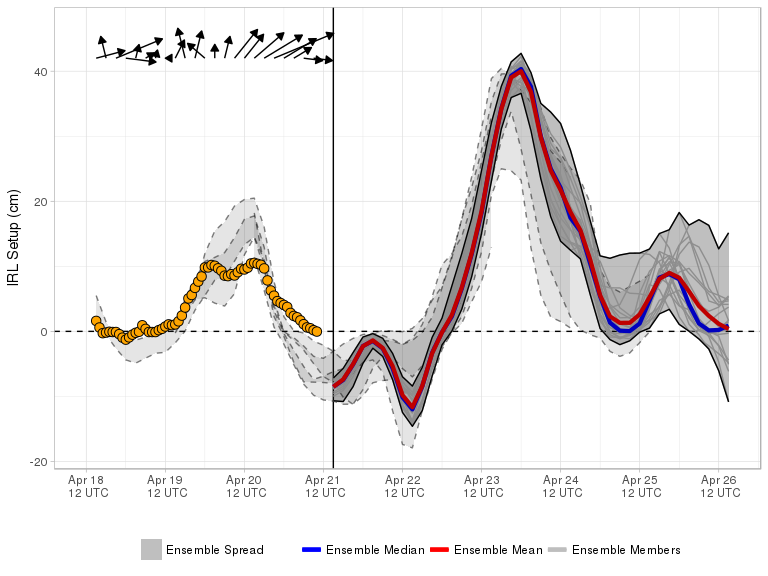 IRL Setup (cm)
40
20
0
-20
Apr 18
12 UTC
Apr 19
12 UTC
Apr 20
12 UTC
Apr 21
12 UTC
Apr 22
12 UTC
Apr 23
12 UTC
Apr 24
12 UTC
Apr 25
12 UTC
Apr 26
12 UTC
Ensemble Spread
Ensemble Median
Ensemble Mean
Ensemble Members